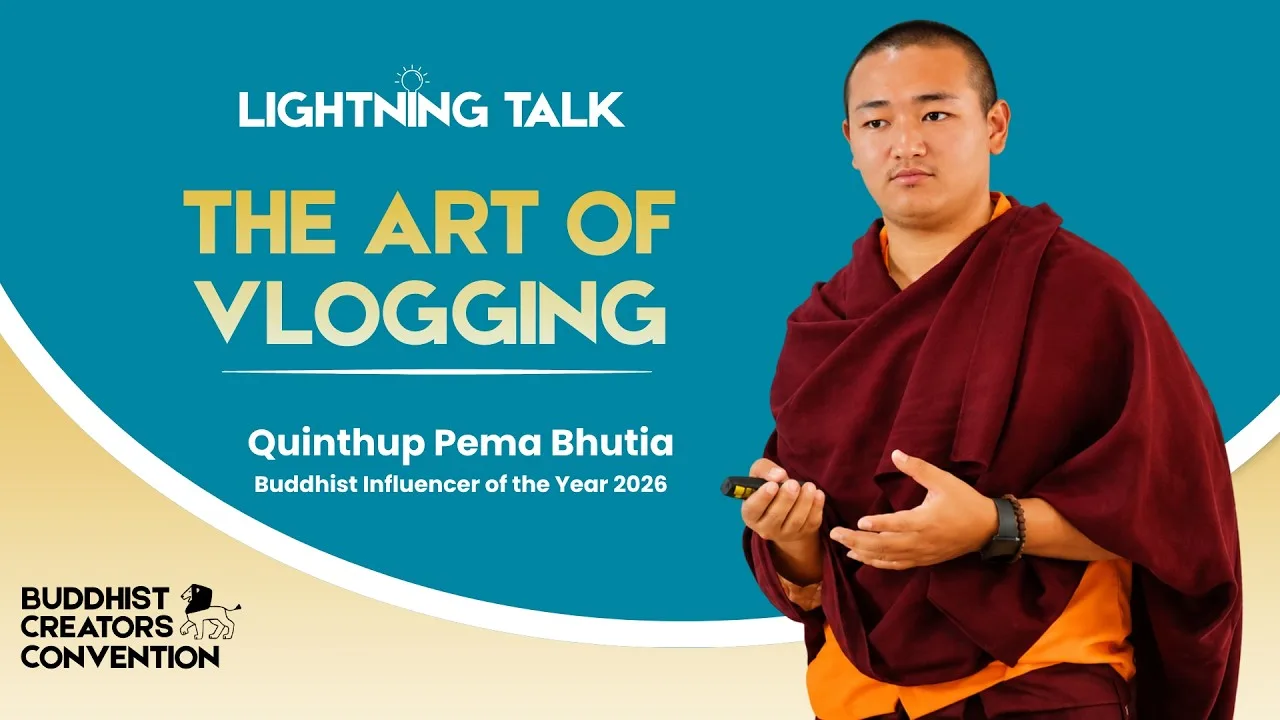 LIGHTNING TALK
THE ART OF
VLOGGING
Quinthup Pema Bhutia
Buddhist Influencer of the Year 2026
BUDDHIST
CREATORS
CONVENTION